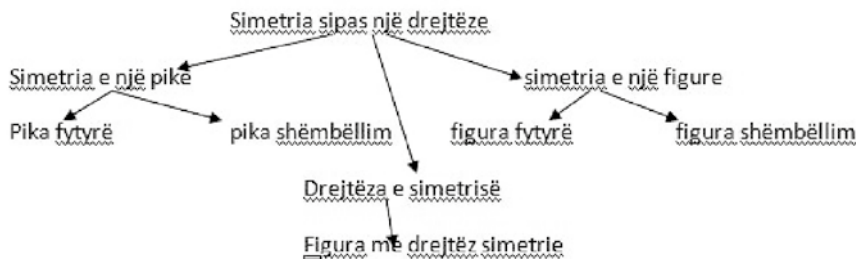 Simetria sipas një drejtëze
Simetria e një pikë simetria e një figure
Pika fytyrë pika shëmbëllim figura fytyrë figura shëmbëllim
Drejtëza e simetrisë
Figura me drejtëz simetrie